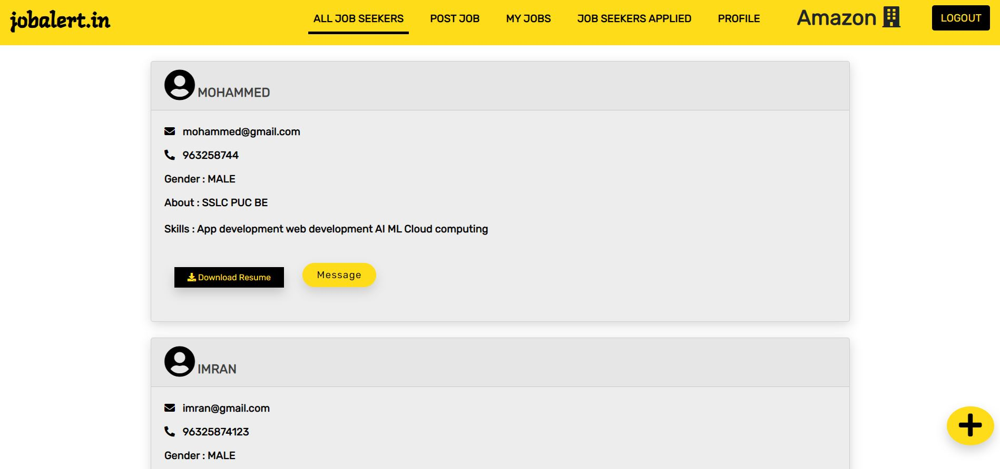 jobalert.in
ALL JOB SEEKERS POST JOB MY JOBS JOB SEEKERS APPLIED PROFILE Amazon LOGOUT
MOHAMMED
mohammed@gmail.com
963258744
Gender : MALE
About : SSLC PUC BE
Skills : App development web development AI ML Cloud computing
Download Resume Message
IMRAN
imran@gmail.com
96325874123
Gender : MALE